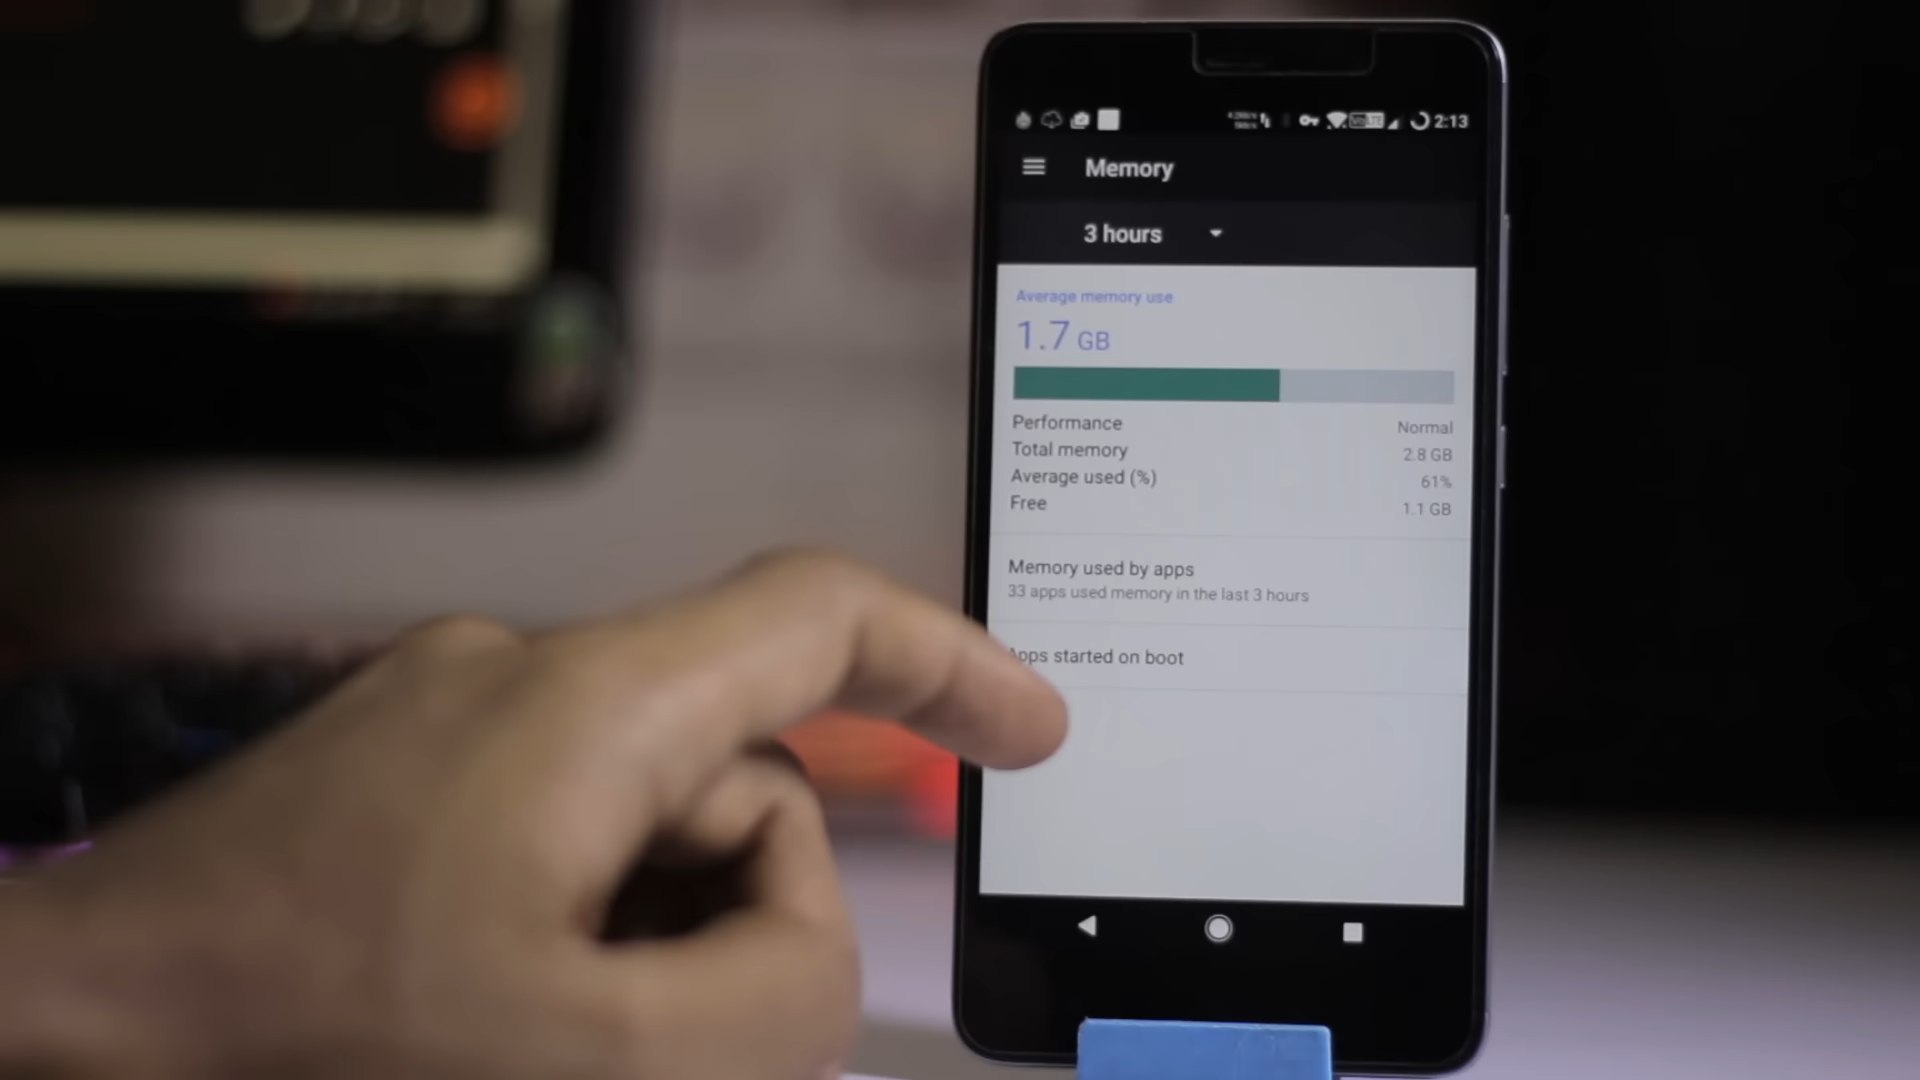 2:13
Memory
3 hours
Average memory use
1.7 GB
Performance Normal
Total memory 2.8 GB
Average used (%) 61%
Free 1.1 GB
Memory used by apps
33 apps used memory in the last 3 hours
Apps started on boot